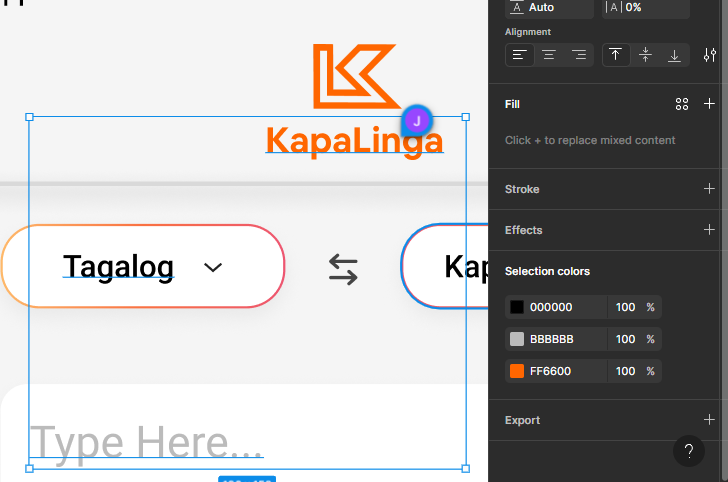 Auto
|A| 0%
Alignment
J
KapaLinga
Fill
Click + to replace mixed content
Stroke
Effects
Tagalog
Kap
Selection colors
000000 100 %
BBBBBB 100 %
FF6600 100 %
Export
Type Here...
?